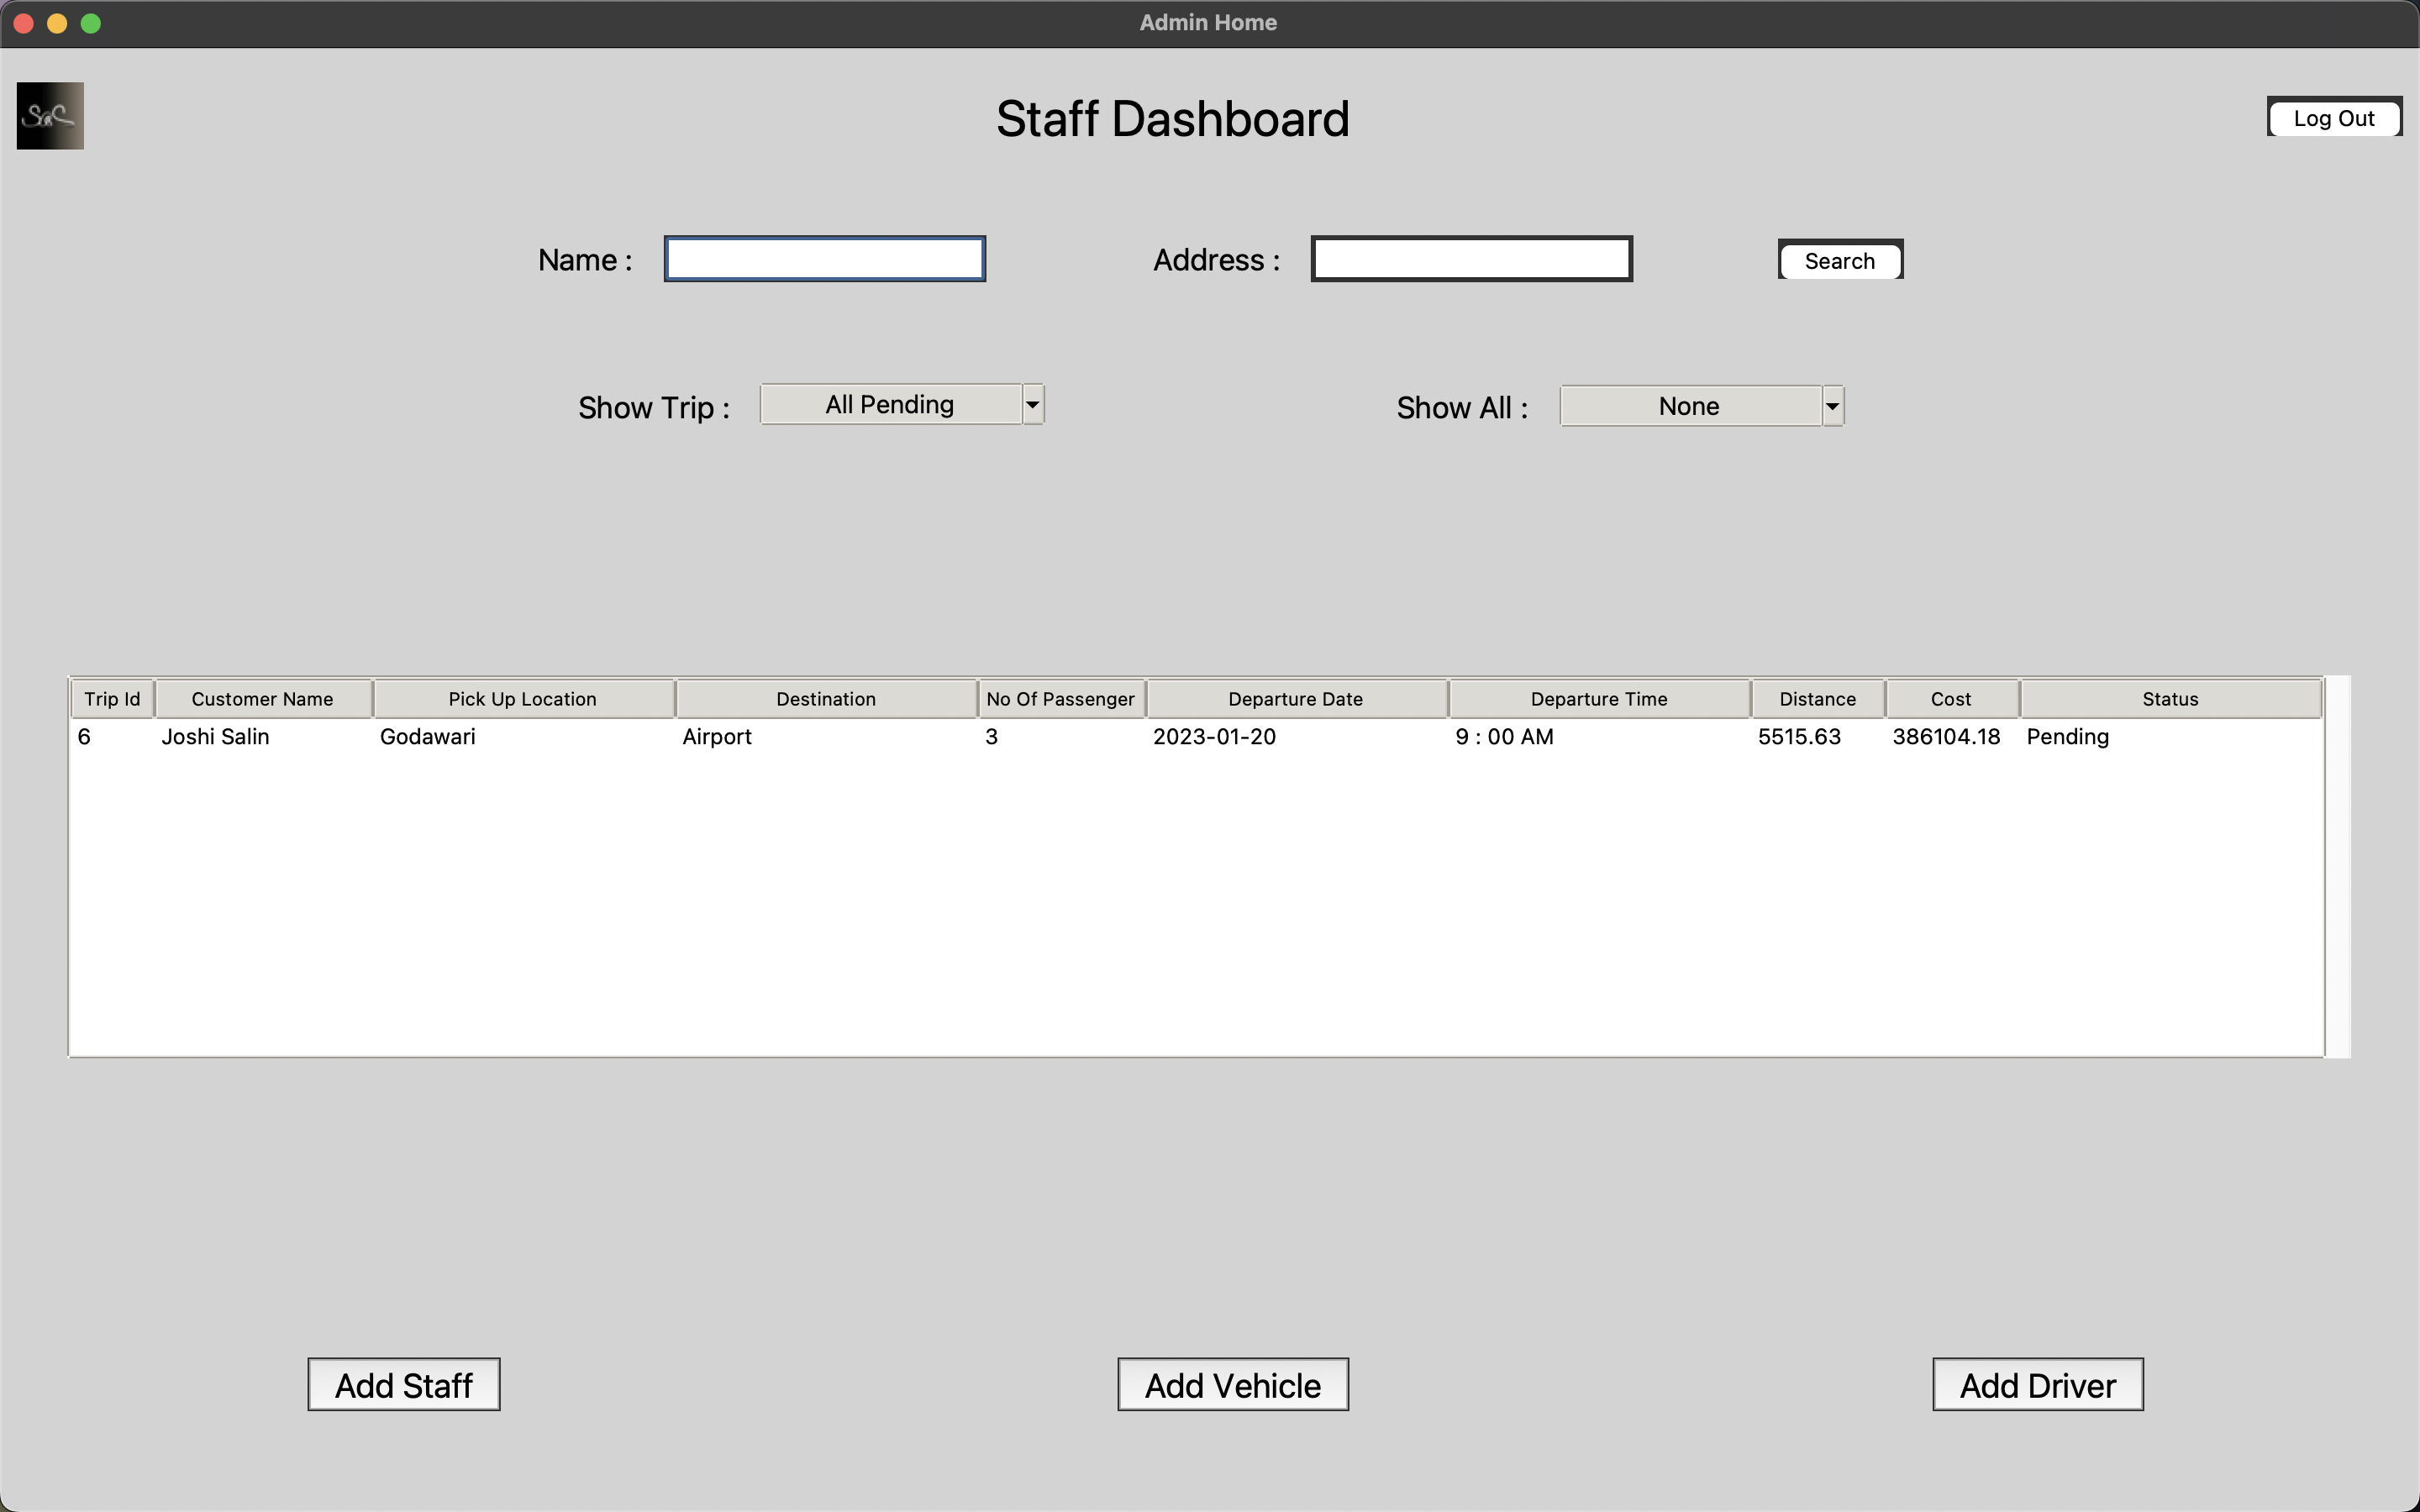 Admin Home
SaS
Staff Dashboard
Log Out
Name :
Address :
Search
Show Trip :
All Pending
Show All :
None
Trip Id Customer Name Pick Up Location Destination No Of Passenger Departure Date Departure Time Distance Cost Status
6 Joshi Salin Godawari Airport 3 2023-01-20 9 : 00 AM 5515.63 386104.18 Pending
Add Staff
Add Vehicle
Add Driver